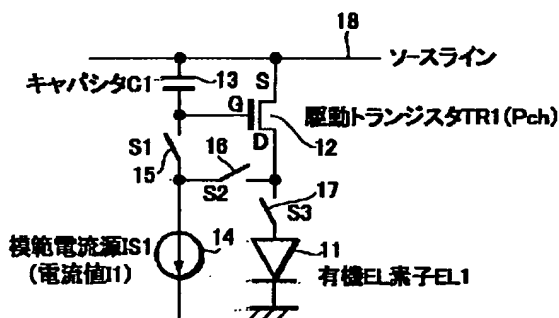 18
ソースライン
キャパシタC1
13
S
G
D
駆動トランジスタTR1(Pch)
12
S1
15
16
S2
17
S3
模範電流源IS1
(電流値I1)
14
11
有機EL素子EL1